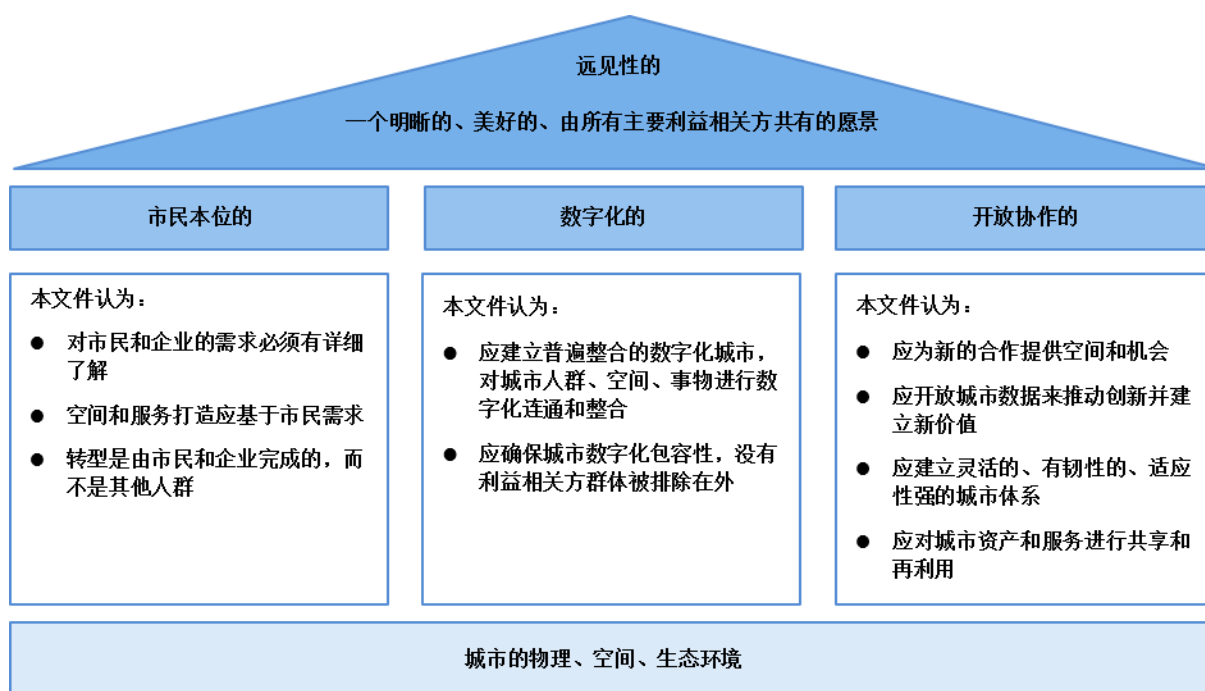 远见性的
一个明晰的、美好的、由所有主要利益相关方共有的愿景
市民本位的
本文件认为：
● 对市民和企业的需求必须有详细
了解
● 空间和服务打造应基于市民需求
● 转型是由市民和企业完成的，而
不是其他人群
数字化的
本文件认为：
● 应建立普遍整合的数字化城市，
对城市人群、空间、事物进行数
字化连通和整合
● 应确保城市数字化包容性，没有
利益相关方群体被排除在外
开放协作的
本文件认为：
● 应为新的合作提供空间和机会
● 应开放城市数据来推动创新并建
立新价值
● 应建立灵活的、有韧性的、适应
性强的城市体系
● 应对城市资产和服务进行共享和
再利用
城市的物理、空间、生态环境